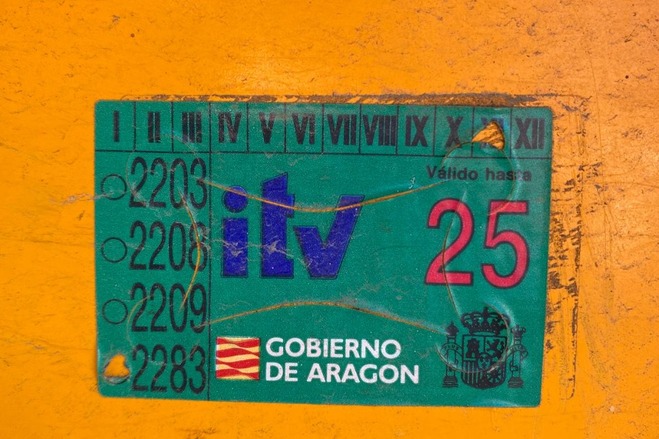 I II III IV V VI VII VIII IX X XI XII
Válido hasta
2203
2208
2209
2283
itv
25
GOBIERNO
DE ARAGON